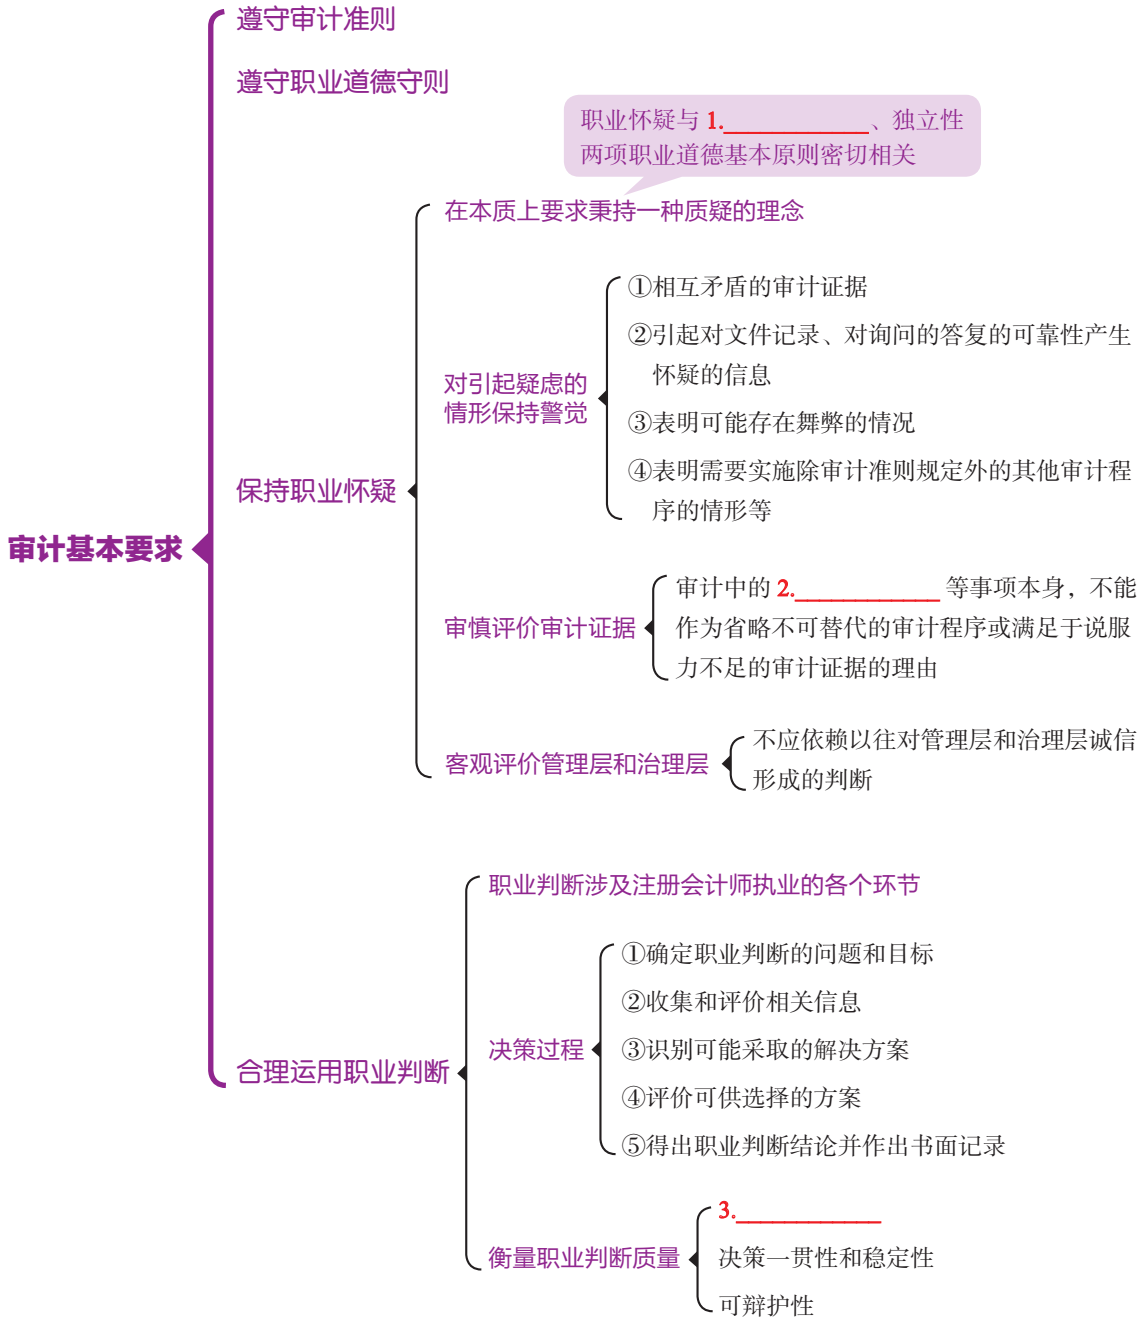 遵守审计准则
遵守职业道德守则
职业怀疑与 1.____________、独立性
两项职业道德基本原则密切相关
在本质上要求秉持一种质疑的理念
①相互矛盾的审计证据
②引起对文件记录、对询问的答复的可靠性产生
怀疑的信息
对引起疑虑的
情形保持警觉
③表明可能存在舞弊的情况
④表明需要实施除审计准则规定外的其他审计程
序的情形等
保持职业怀疑
审计基本要求
审计中的 2.____________ 等事项本身，不能
作为省略不可替代的审计程序或满足于说服
力不足的审计证据的理由
审慎评价审计证据
客观评价管理层和治理层
不应依赖以往对管理层和治理层诚信
形成的判断
职业判断涉及注册会计师执业的各个环节
①确定职业判断的问题和目标
②收集和评价相关信息
决策过程
③识别可能采取的解决方案
④评价可供选择的方案
⑤得出职业判断结论并作出书面记录
合理运用职业判断
3.____________
衡量职业判断质量
决策一贯性和稳定性
可辩护性